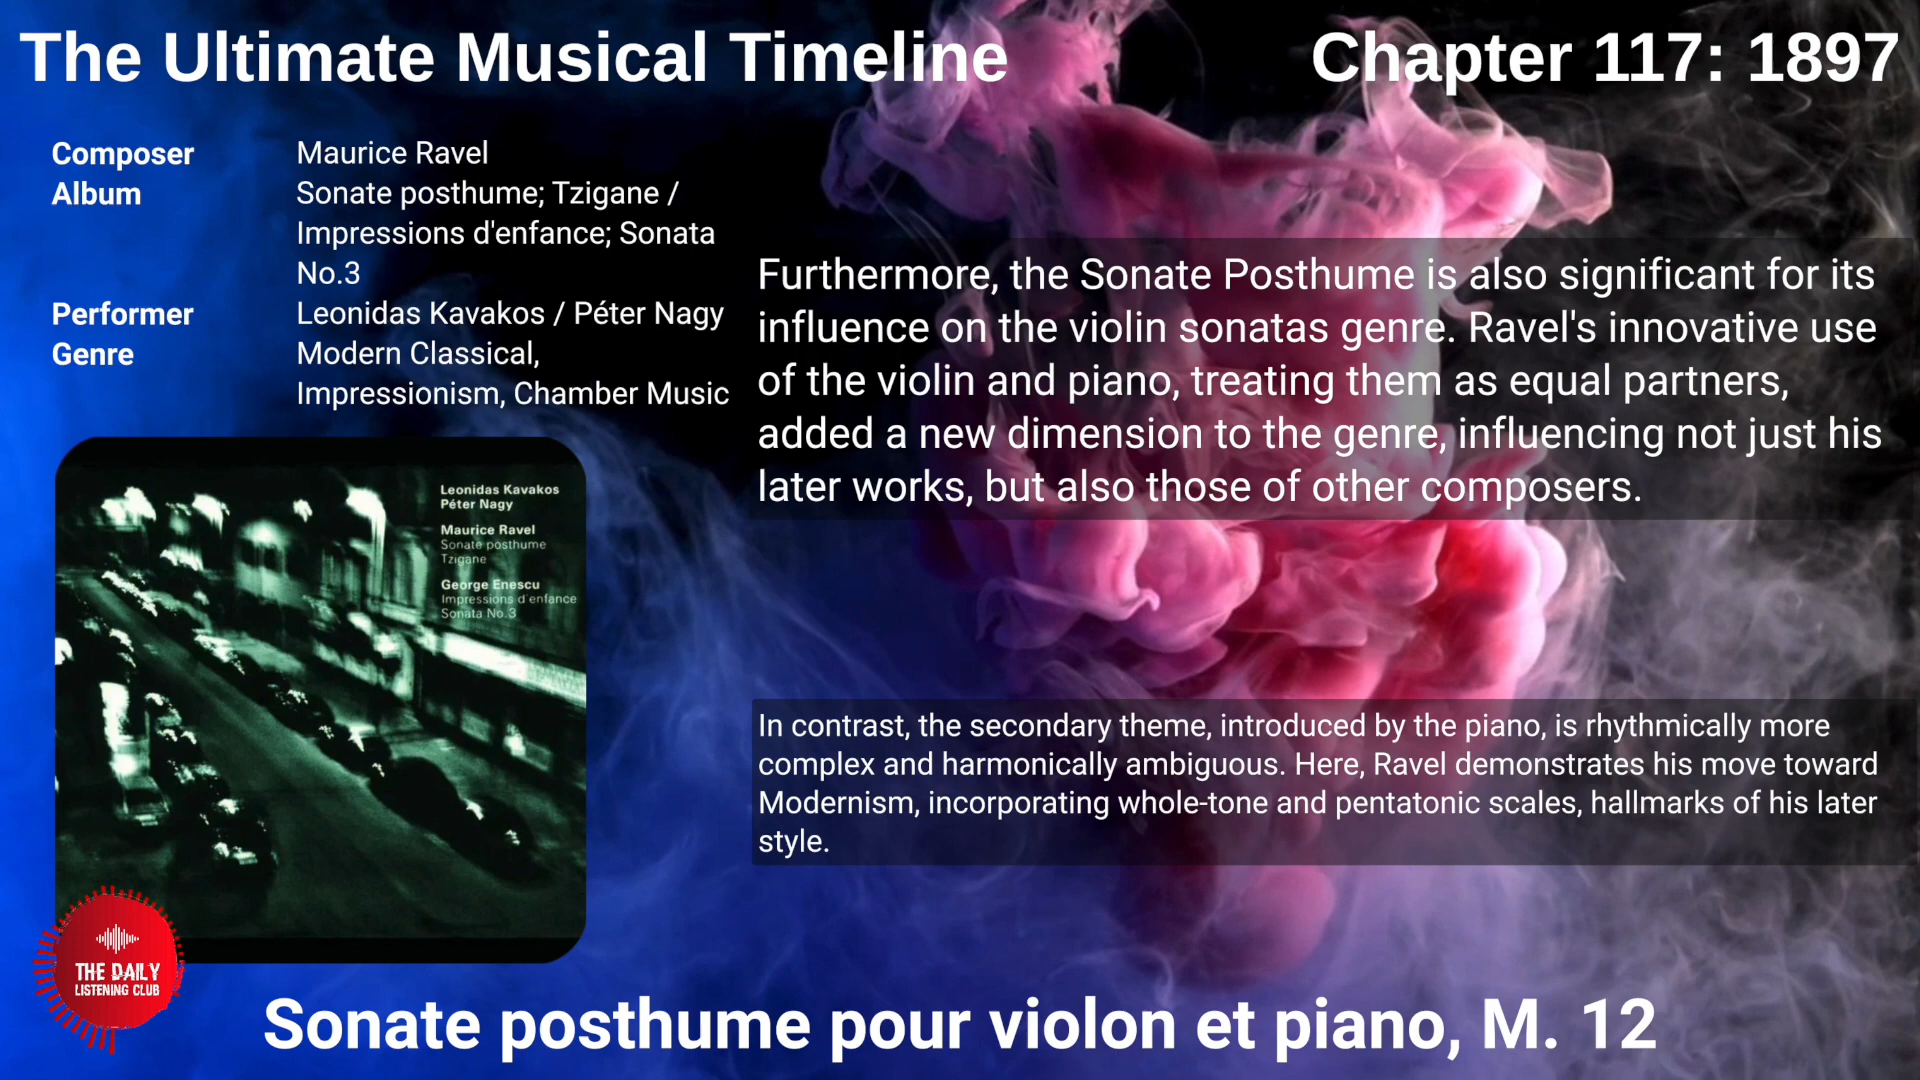 The Ultimate Musical Timeline
Chapter 117: 1897
Composer
Maurice Ravel
Album
Sonate posthume; Tzigane /
Impressions d'enfance; Sonata
No.3
Performer
Leonidas Kavakos / Péter Nagy
Genre
Modern Classical,
Impressionism, Chamber Music
Furthermore, the Sonate Posthume is also significant for its
influence on the violin sonatas genre. Ravel's innovative use
of the violin and piano, treating them as equal partners,
added a new dimension to the genre, influencing not just his
later works, but also those of other composers.
Leonidas Kavakos
Péter Nagy
Maurice Ravel
Sonate posthume
Tzigane
George Enescu
Impressions d'enfance
Sonata No.3
In contrast, the secondary theme, introduced by the piano, is rhythmically more
complex and harmonically ambiguous. Here, Ravel demonstrates his move toward
Modernism, incorporating whole-tone and pentatonic scales, hallmarks of his later
style.
THE DAILY
LISTENING CLUB
Sonate posthume pour violon et piano, M. 12